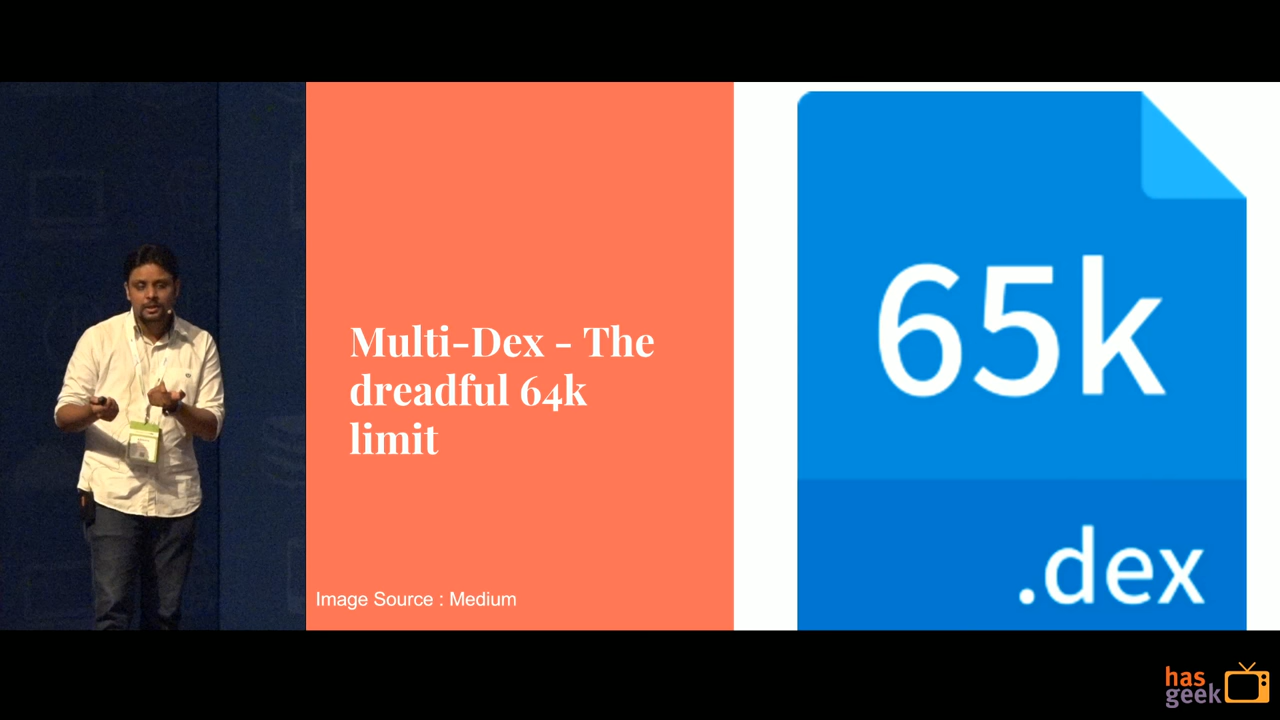 Multi-Dex - The
dreadful 64k
limit
Image Source : Medium
65k
.dex
has
geek